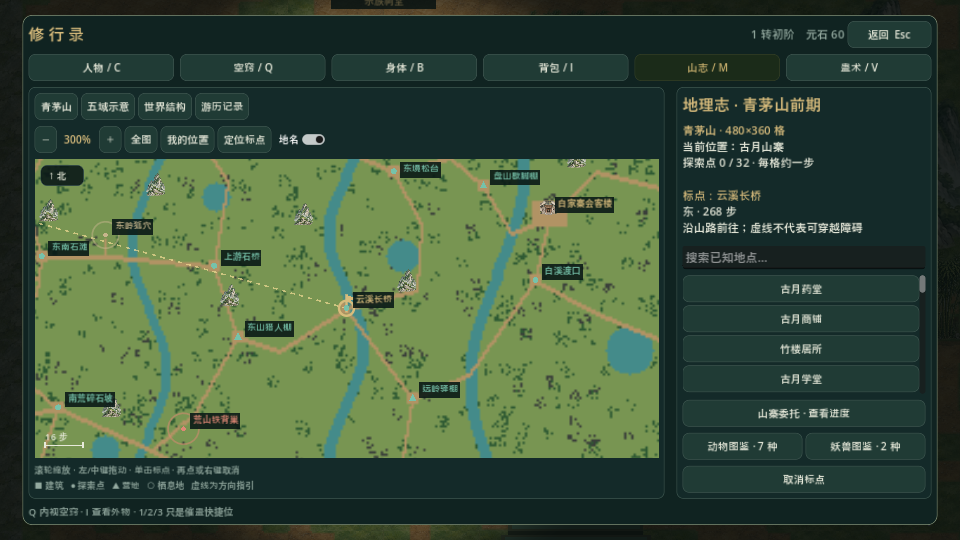 修行录
1 转初阶 元石 60 返回 Esc
人物 / C 空窍 / Q 身体 / B 背包 / I 山志 / M 蛊术 / V
青茅山 五域示意 世界结构 游历记录
− 300% + 全图 我的位置 定位标点 地名
↑ 北
东境松台
盘山歇脚棚
白家寨会客楼
东岭狐穴
东南石滩
上游石桥
白溪渡口
云溪长桥
东山猎人棚
远岭驿棚
南荒碎石坡
荒山铁背巢
16 步
滚轮缩放 · 左/中键拖动 · 单击标点 · 再点或右键取消
■ 建筑 ● 探索点 ▲ 营地 ○ 栖息地 虚线为方向指引
地理志 · 青茅山前期
青茅山 · 480×360 格
当前位置：古月山寨
探索点 0 / 32 · 每格约一步
标点：云溪长桥
东 · 268 步
沿山路前往；虚线不代表可穿越障碍
搜索已知地点...
古月药堂
古月商铺
竹楼居所
古月学堂
山寨委托 · 查看进度
动物图鉴 · 7 种 妖兽图鉴 · 2 种
取消标点
Q 内视空窍 · I 查看外物 · 1/2/3 只是催蛊快捷位